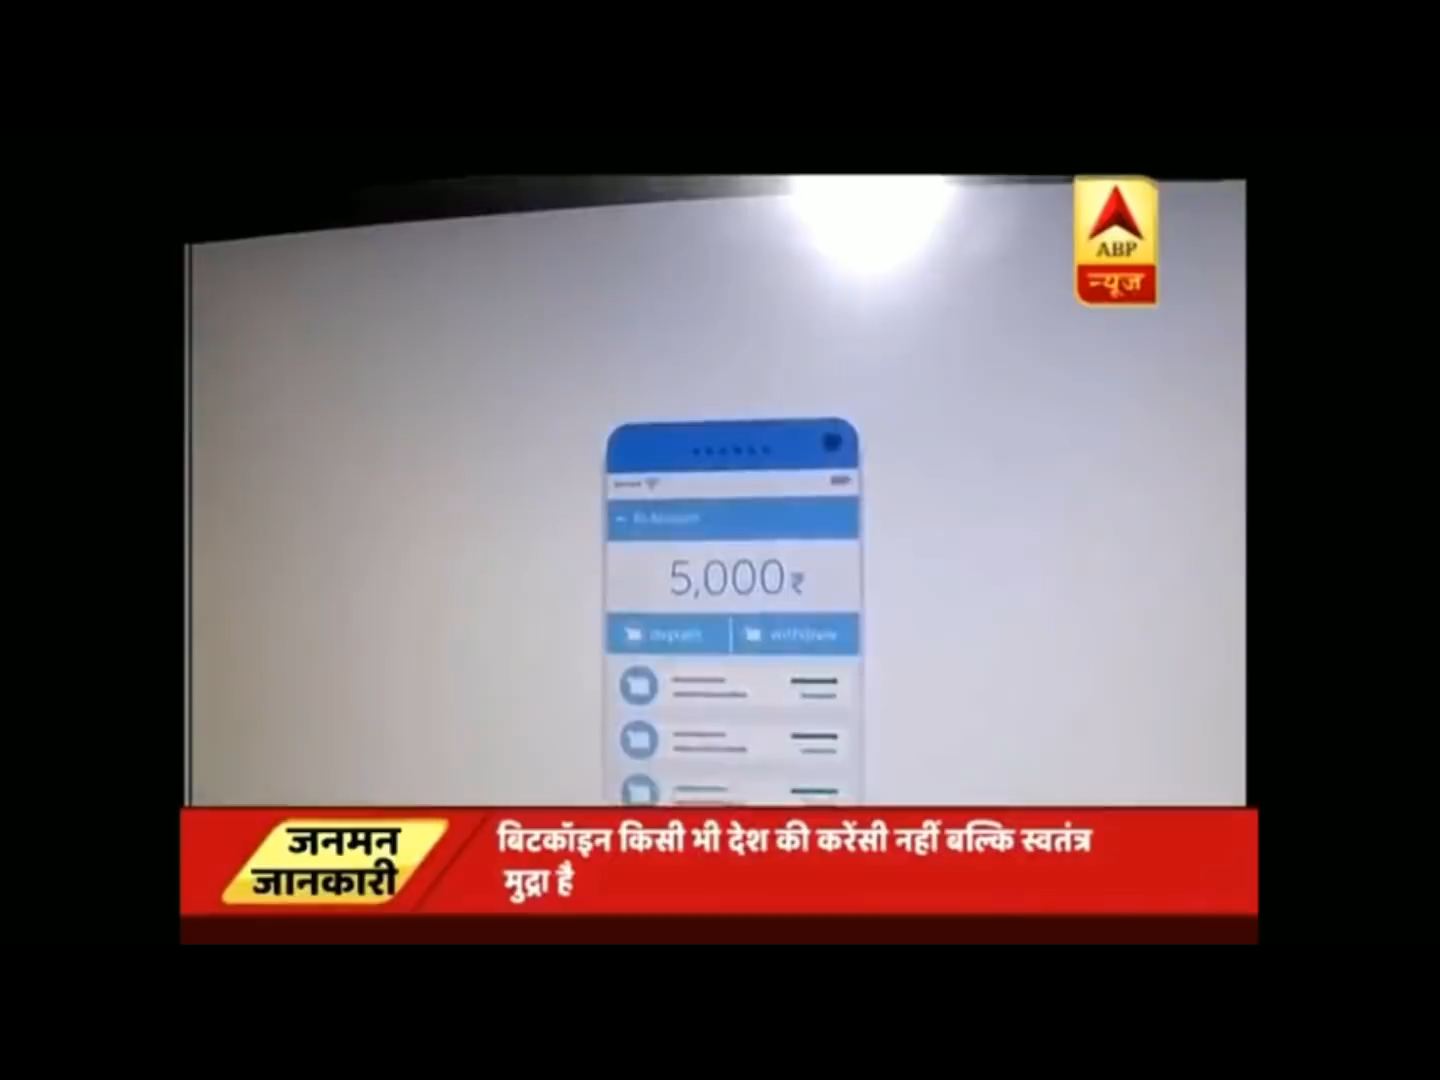 ABP
न्यूज़
5,000₹
deposit
withdraw
जनमन
जानकारी
बिटकॉइन किसी भी देश की करेंसी नहीं बल्कि स्वतंत्र
मुद्रा है